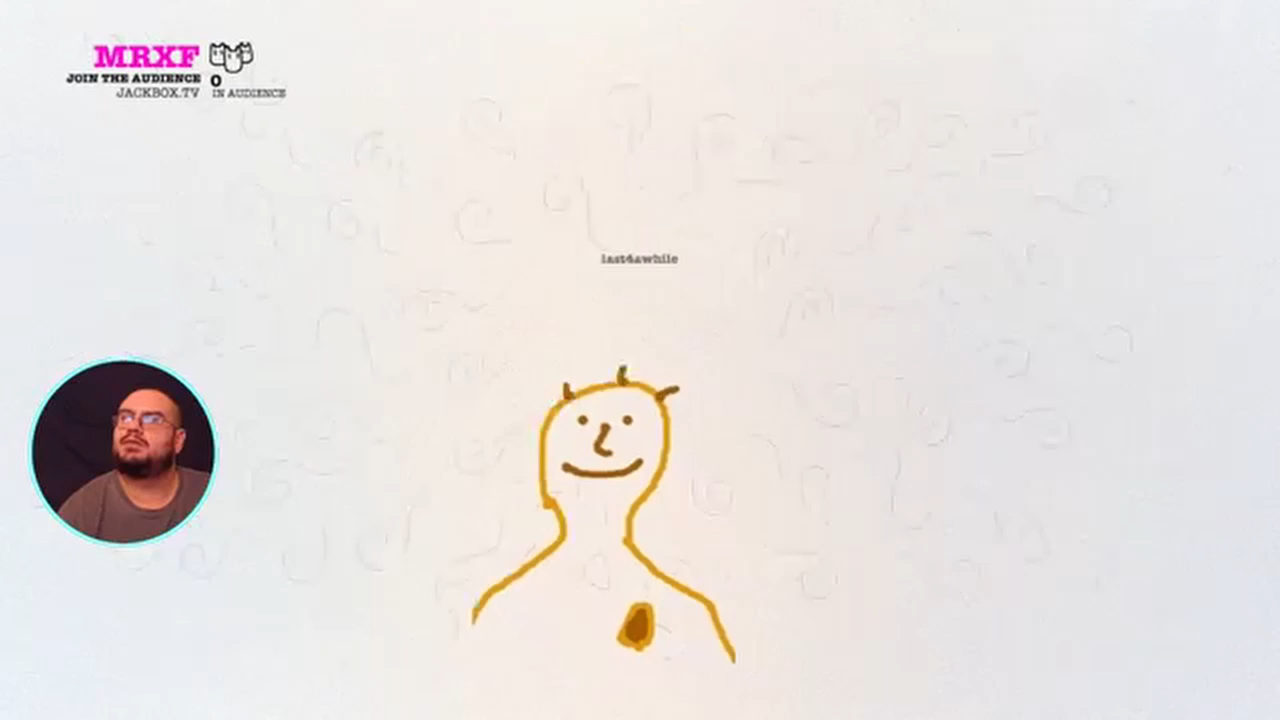 MRXF
JOIN THE AUDIENCE
JACKBOX.TV
0
IN AUDIENCE
last4awhile